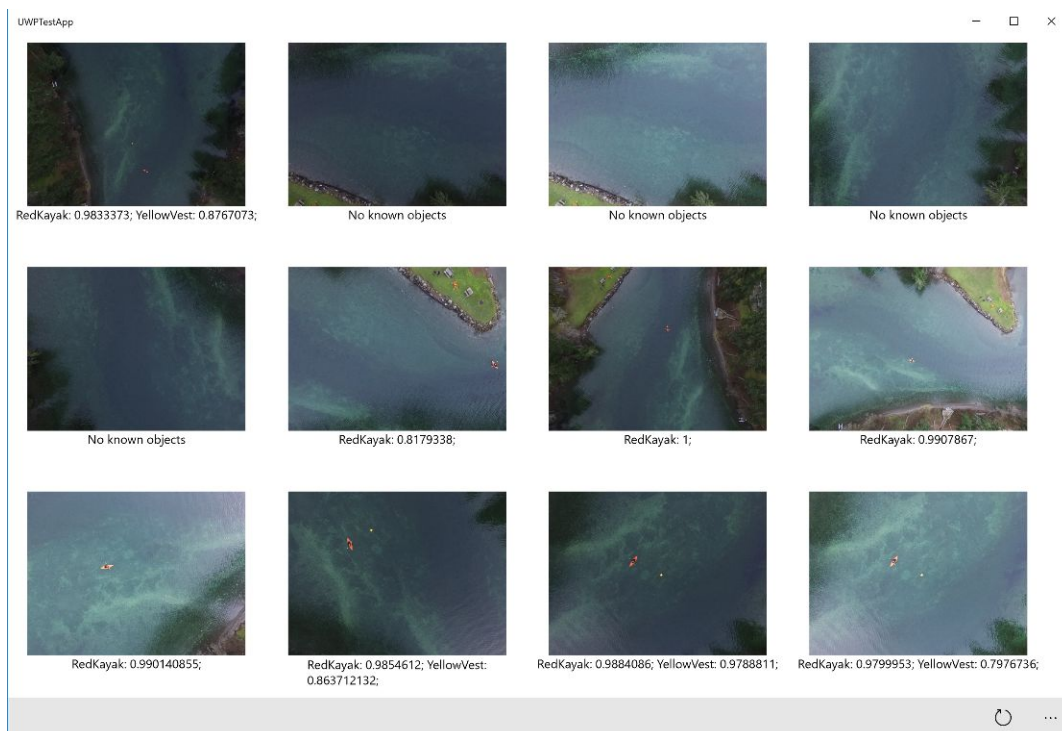 UWPTestApp
RedKayak: 0.9833373; YellowVest: 0.8767073;
No known objects
No known objects
No known objects
No known objects
RedKayak: 0.8179338;
RedKayak: 1;
RedKayak: 0.9907867;
RedKayak: 0.990140855;
RedKayak: 0.9854612; YellowVest:
0.863712132;
RedKayak: 0.9884086; YellowVest: 0.9788811;
RedKayak: 0.9799953; YellowVest: 0.7976736;